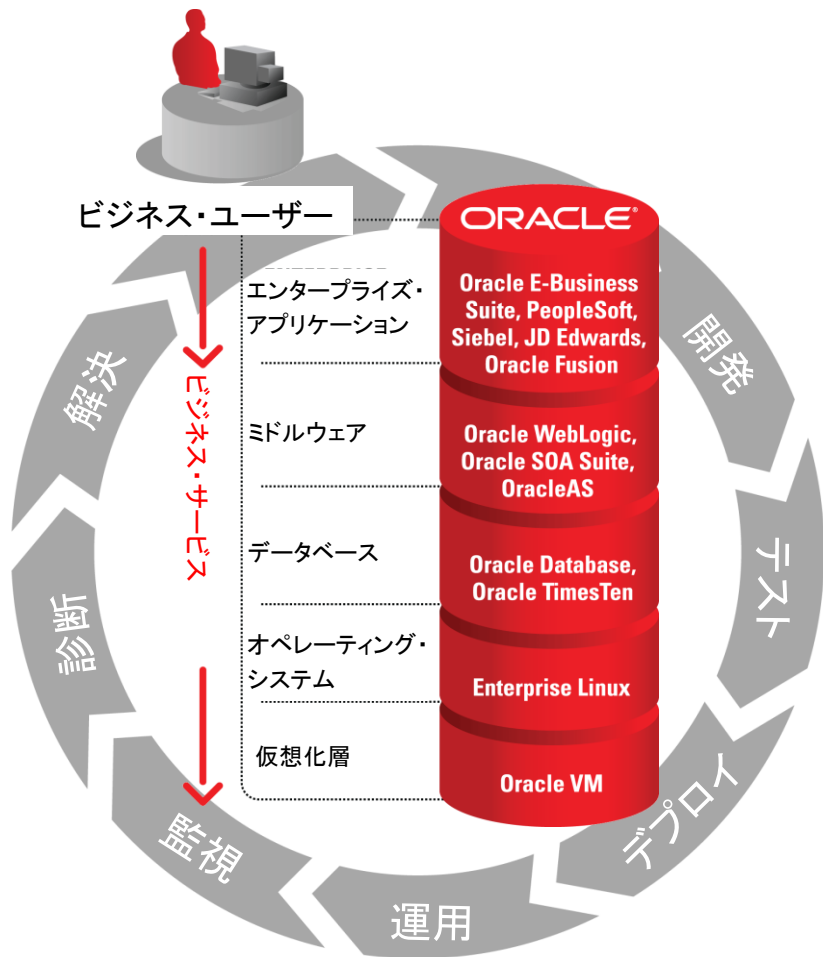 ビジネス・ユーザー
ORACLE®
エンタープライズ・
アプリケーション
Oracle E-Business
Suite, PeopleSoft,
Siebel, JD Edwards,
Oracle Fusion
ミドルウェア
Oracle WebLogic,
Oracle SOA Suite,
OracleAS
データベース
Oracle Database,
Oracle TimesTen
オペレーティング・
システム
Enterprise Linux
仮想化層
Oracle VM
ビジネス・サービス
開発
テスト
デプロイ
運用
監視
診断
解決